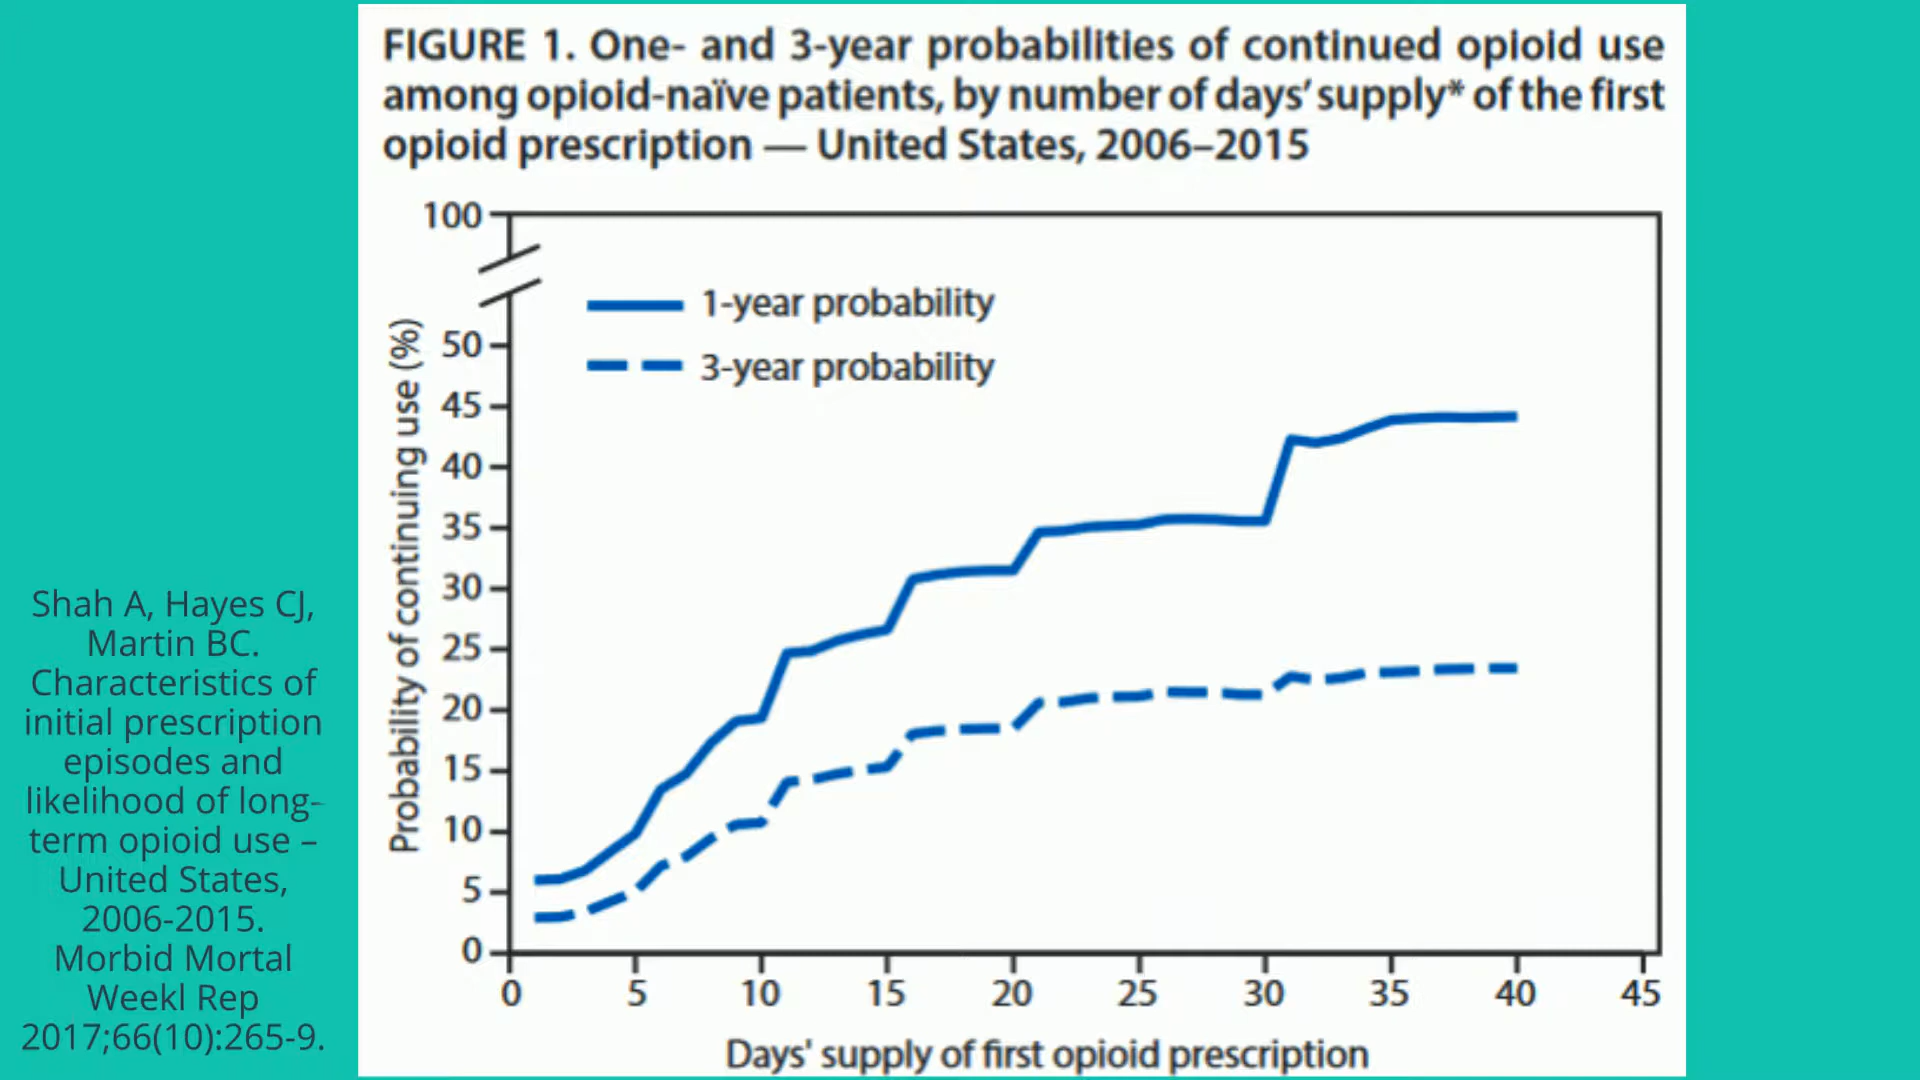 FIGURE 1. One- and 3-year probabilities of continued opioid use
among opioid-naïve patients, by number of days' supply* of the first
opioid prescription — United States, 2006–2015
100
50
45
40
35
30
25
20
15
10
5
0
Probability of continuing use (%)
1-year probability
3-year probability
0 5 10 15 20 25 30 35 40 45
Days' supply of first opioid prescription
Shah A, Hayes CJ,
Martin BC.
Characteristics of
initial prescription
episodes and
likelihood of long-
term opioid use –
United States,
2006-2015.
Morbid Mortal
Weekl Rep
2017;66(10):265-9.